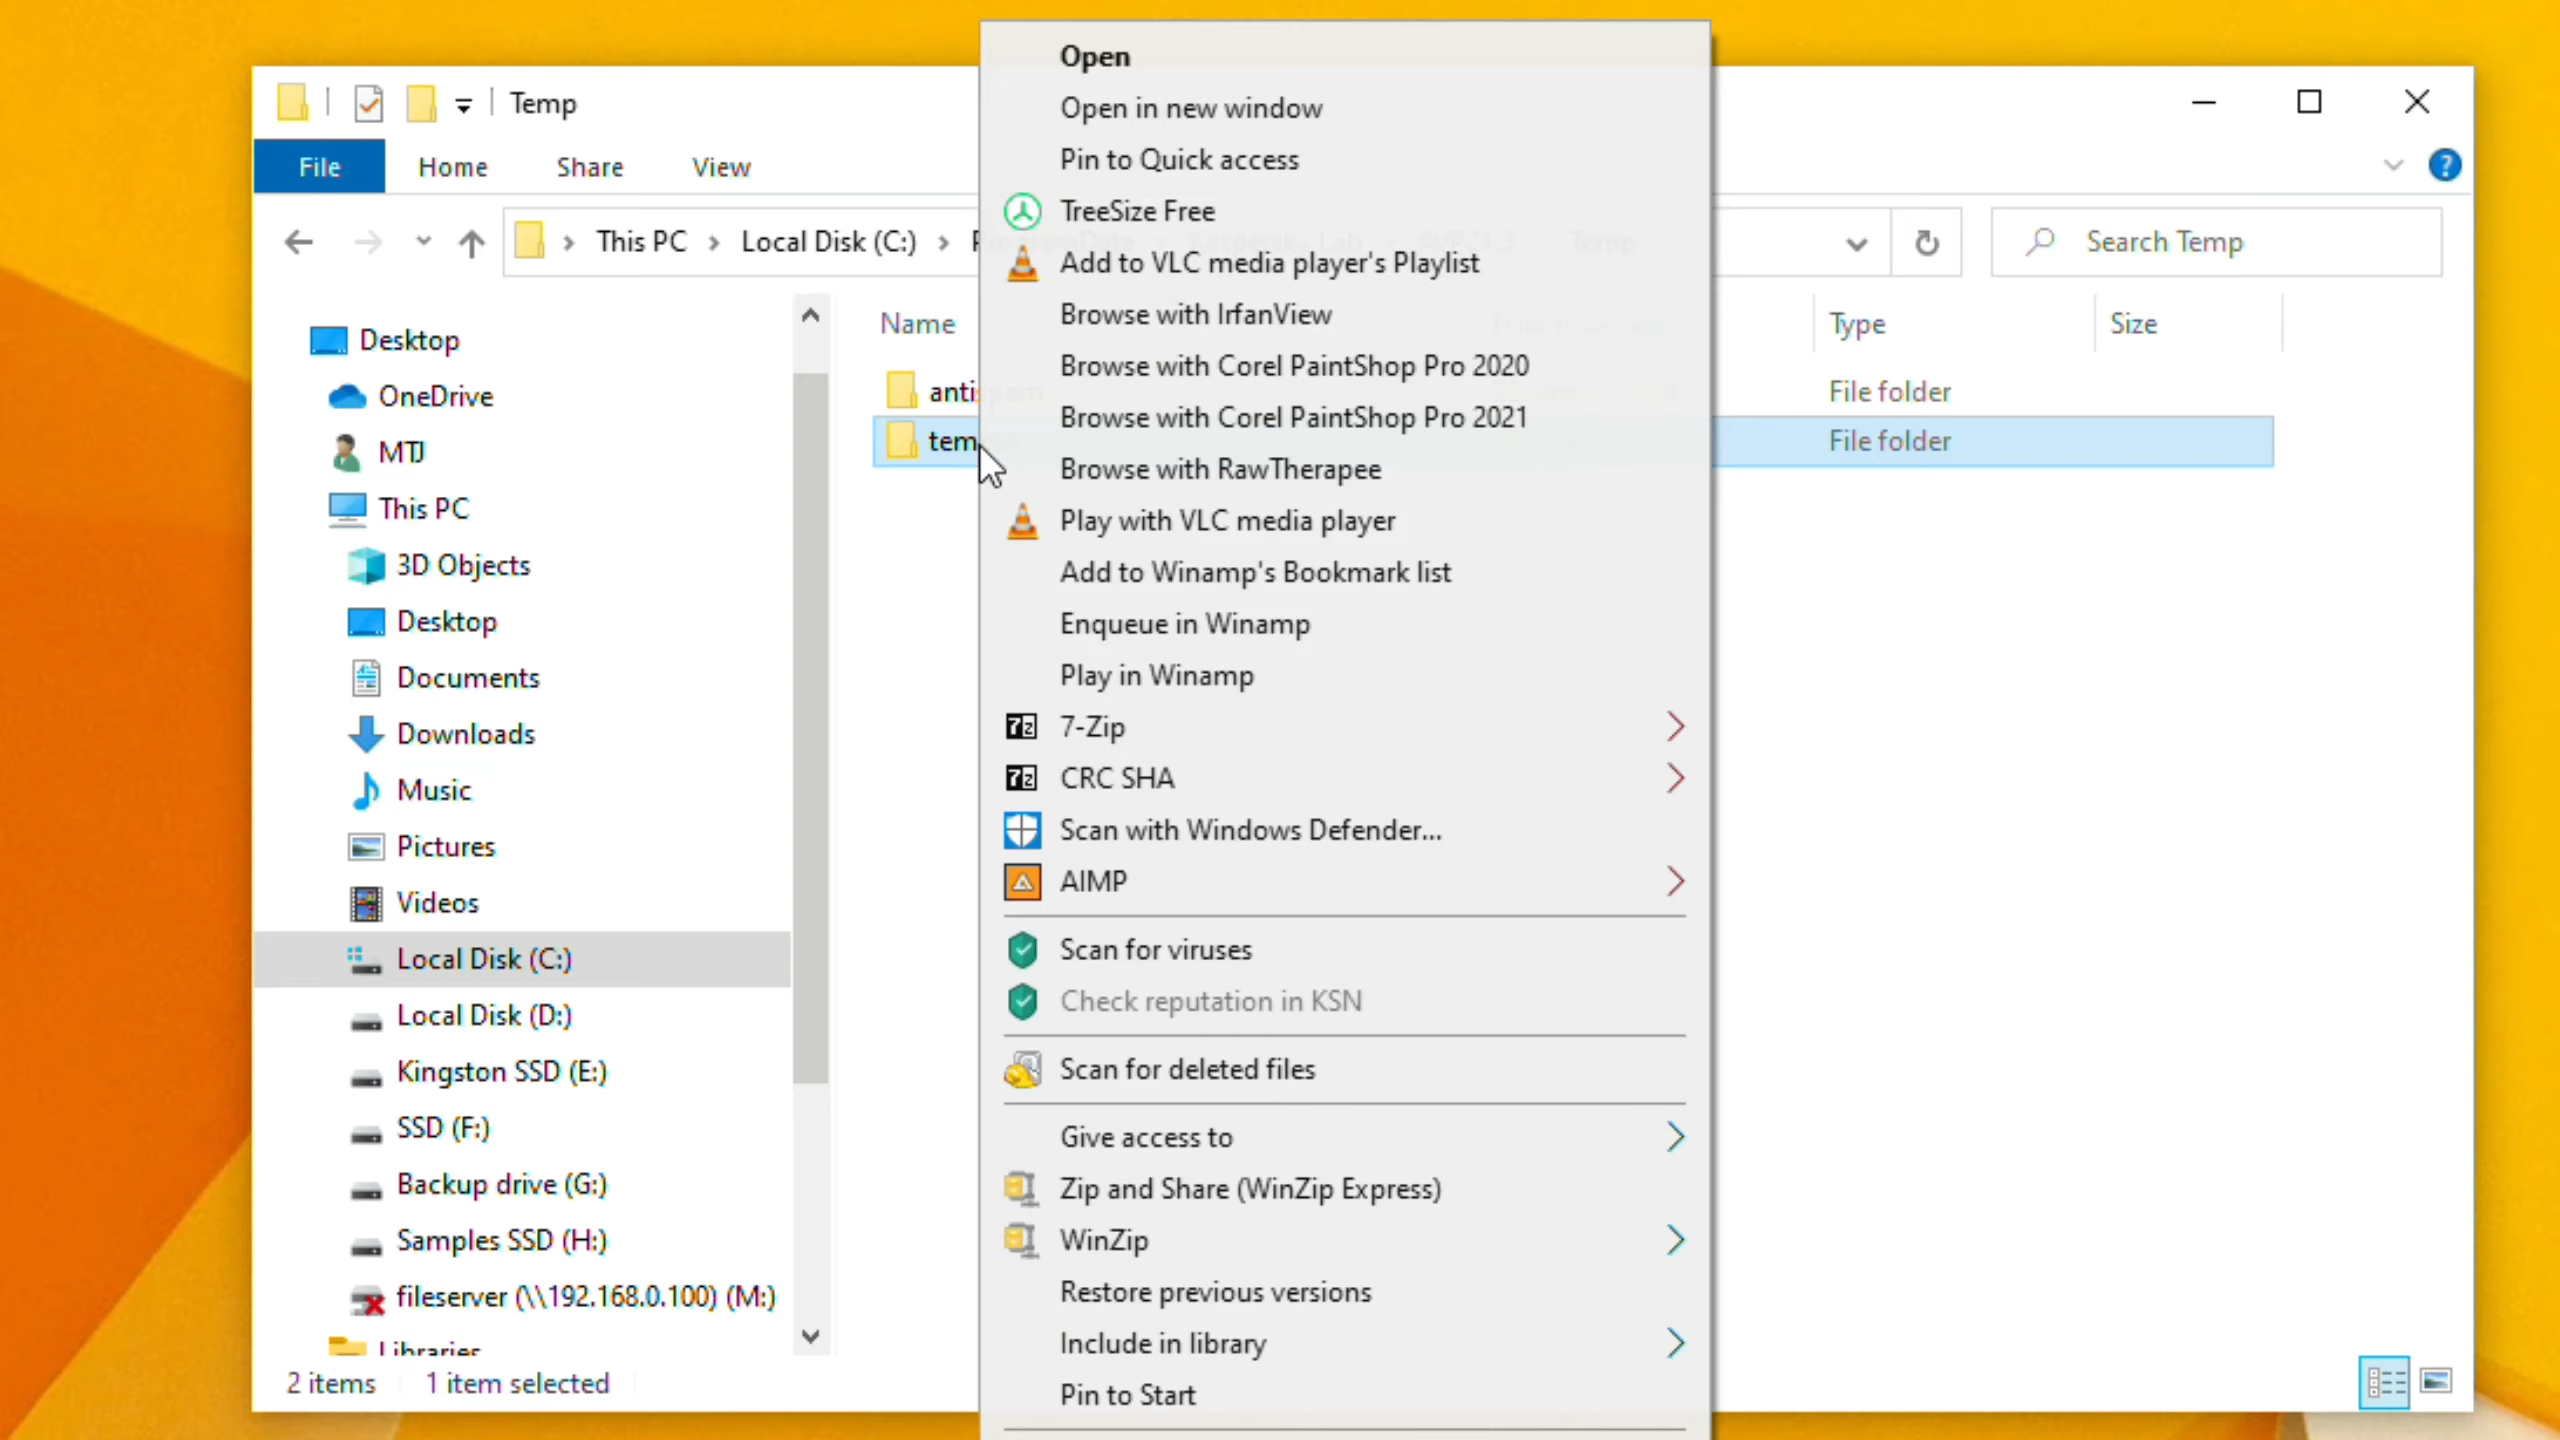 Temp
File Home Share View
This PC Local Disk (C:)
Search Temp
Name Type Size
File folder
File folder
Desktop
OneDrive
MTJ
This PC
3D Objects
Desktop
Documents
Downloads
Music
Pictures
Videos
Local Disk (C:)
Local Disk (D:)
Kingston SSD (E:)
SSD (F:)
Backup drive (G:)
Samples SSD (H:)
fileserver (\\192.168.0.100) (M:)
Libraries
2 items 1 item selected
Open
Open in new window
Pin to Quick access
TreeSize Free
Add to VLC media player's Playlist
Browse with IrfanView
Browse with Corel PaintShop Pro 2020
Browse with Corel PaintShop Pro 2021
Browse with RawTherapee
Play with VLC media player
Add to Winamp's Bookmark list
Enqueue in Winamp
Play in Winamp
7-Zip
CRC SHA
Scan with Windows Defender...
AIMP
Scan for viruses
Check reputation in KSN
Scan for deleted files
Give access to
Zip and Share (WinZip Express)
WinZip
Restore previous versions
Include in library
Pin to Start